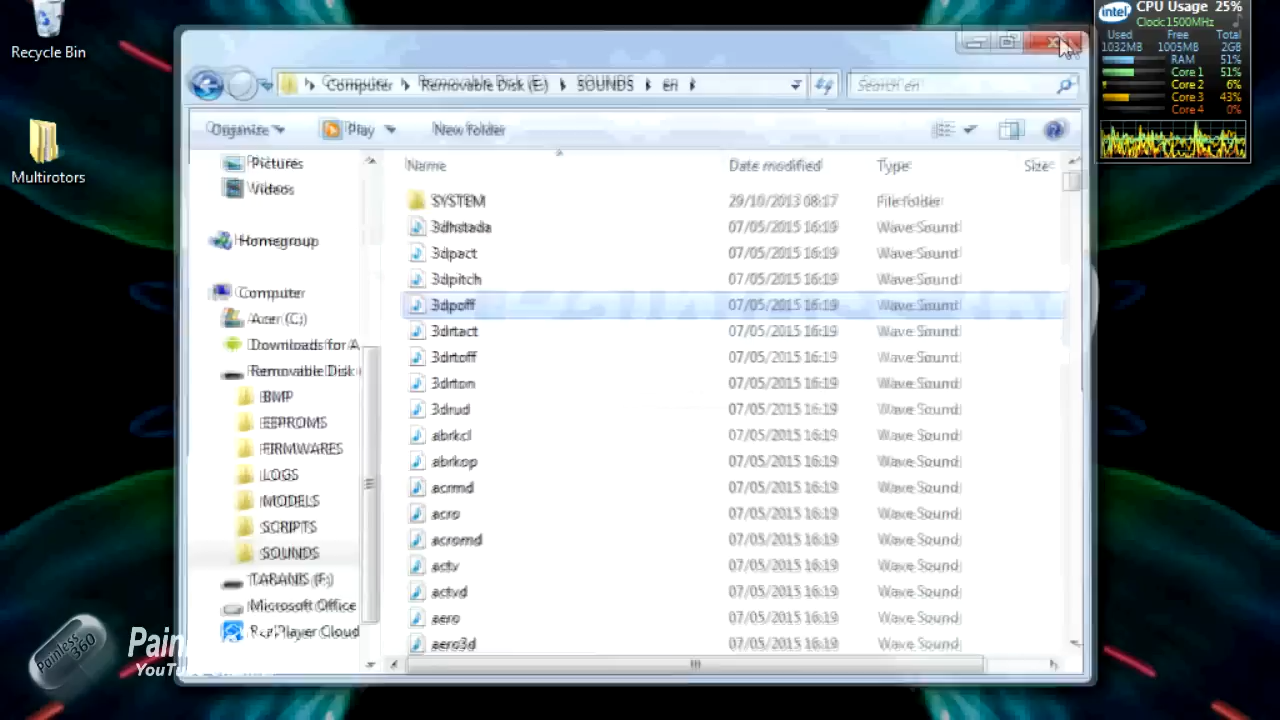 Recycle Bin
Multirotors
intel
CPU Usage 25%
Clock 1500MHz
Used Free Total
1032MB 1005MB 2GB
RAM 51%
Core 1 51%
Core 2 6%
Core 3 43%
Core 4 0%
Computer Removable Disk (E:) SOUNDS en
Search en
Organize Play New folder
Name Date modified Type Size
Pictures
Videos
Homegroup
Computer
Acer (C:)
Downloads for A
Removable Disk
BMP
EEPROMS
FIRMWARES
LOGS
MODELS
SCRIPTS
SOUNDS
TARANIS (F:)
Microsoft Office
Player Cloud
SYSTEM 29/10/2013 08:17 File folder
3dhstada 07/05/2015 16:19 Wave Sound
3dpact 07/05/2015 16:19 Wave Sound
3dpitch 07/05/2015 16:19 Wave Sound
3dpoff 07/05/2015 16:19 Wave Sound
3drtact 07/05/2015 16:19 Wave Sound
3drtoff 07/05/2015 16:19 Wave Sound
3drton 07/05/2015 16:19 Wave Sound
3drud 07/05/2015 16:19 Wave Sound
abrkcl 07/05/2015 16:19 Wave Sound
abrkop 07/05/2015 16:19 Wave Sound
acrmd 07/05/2015 16:19 Wave Sound
acro 07/05/2015 16:19 Wave Sound
acromd 07/05/2015 16:19 Wave Sound
actv 07/05/2015 16:19 Wave Sound
actvd 07/05/2015 16:19 Wave Sound
aero 07/05/2015 16:19 Wave Sound
aero3d 07/05/2015 16:19 Wave Sound
Painless
360
Pain
YouTu